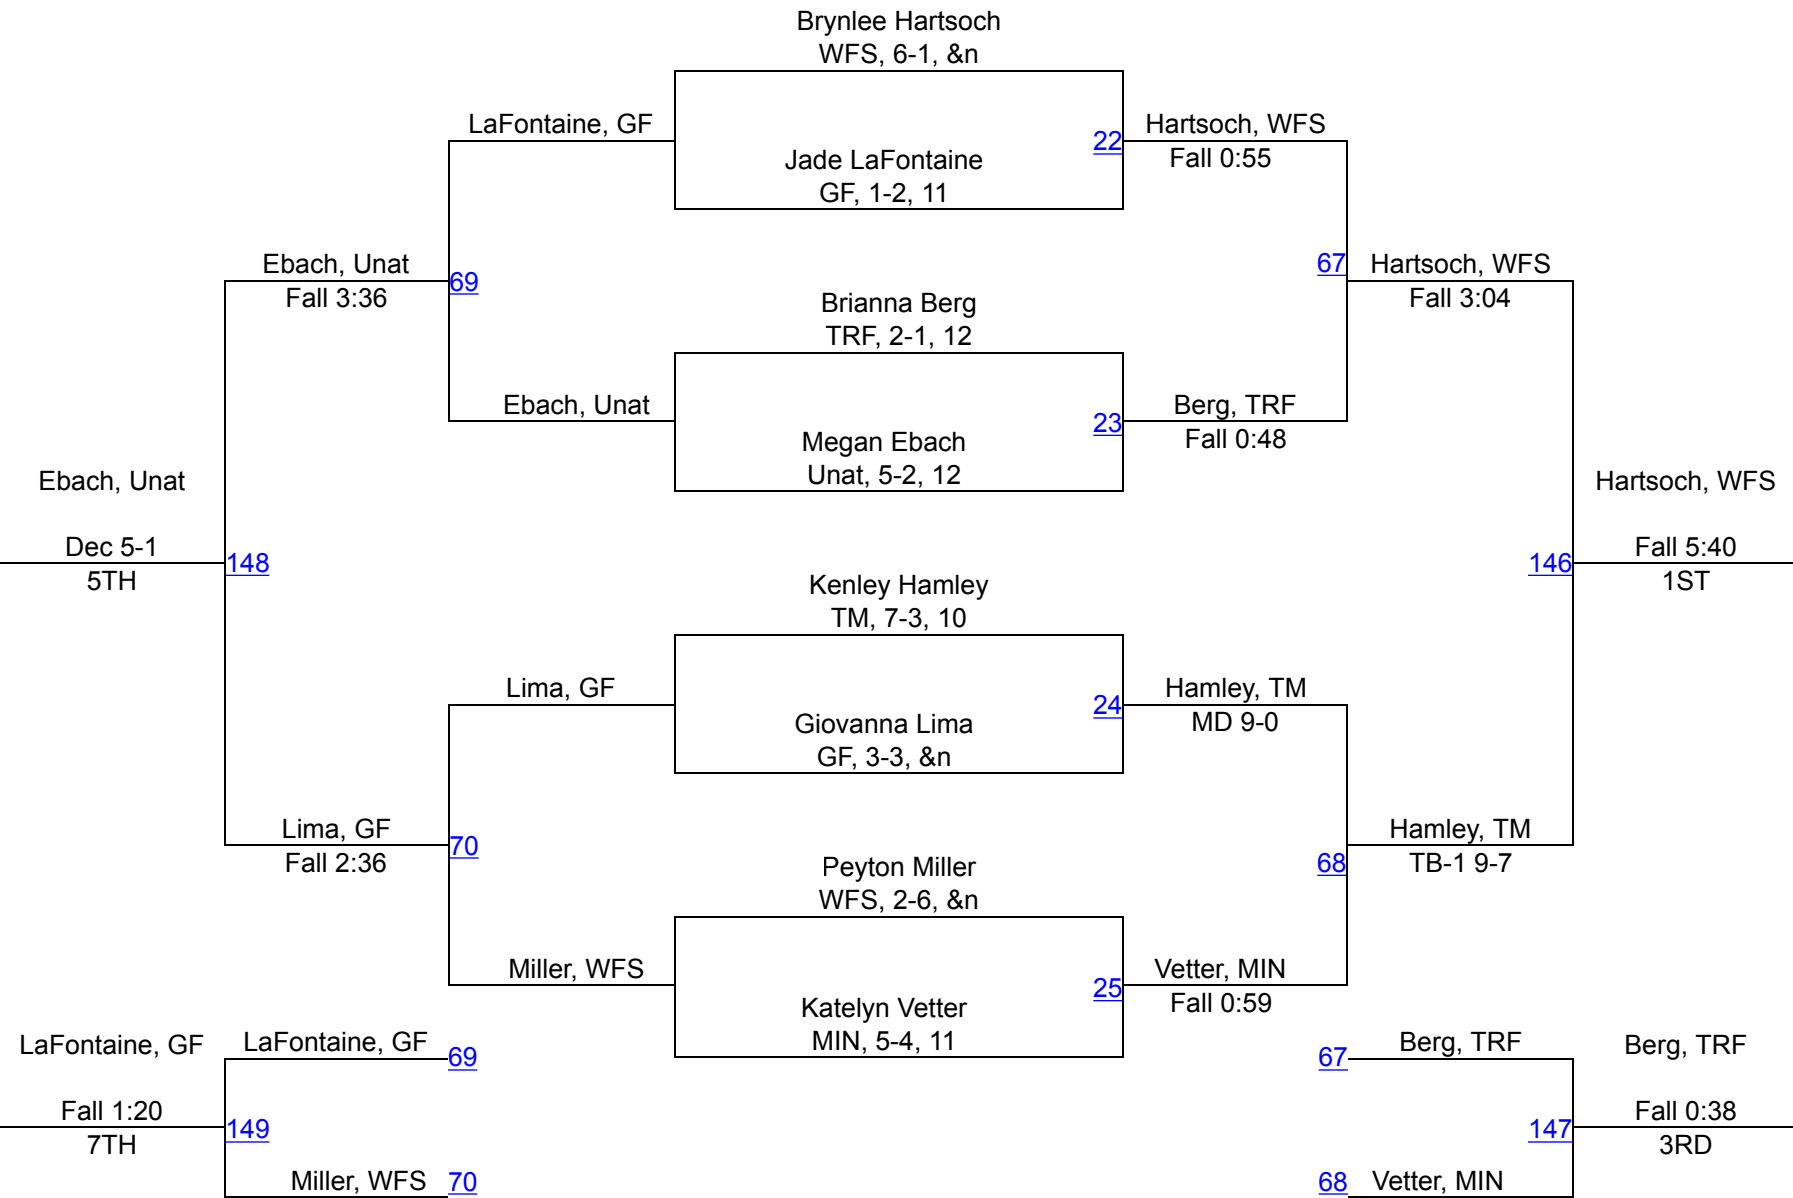 Brynlee Hartsoch
WFS, 6-1, &n
LaFontaine, GF
22
Hartsoch, WFS
Fall 0:55
Jade LaFontaine
GF, 1-2, 11
Ebach, Unat
Fall 3:36
69
67
Hartsoch, WFS
Fall 3:04
Brianna Berg
TRF, 2-1, 12
Ebach, Unat
23
Berg, TRF
Fall 0:48
Megan Ebach
Unat, 5-2, 12
Ebach, Unat
Dec 5-1
5TH
148
Hartsoch, WFS
146
Fall 5:40
1ST
Kenley Hamley
TM, 7-3, 10
Lima, GF
24
Hamley, TM
MD 9-0
Giovanna Lima
GF, 3-3, &n
Lima, GF
Fall 2:36
70
68
Hamley, TM
TB-1 9-7
Peyton Miller
WFS, 2-6, &n
Miller, WFS
25
Vetter, MIN
Fall 0:59
Katelyn Vetter
MIN, 5-4, 11
LaFontaine, GF
LaFontaine, GF
69
67
Berg, TRF
Berg, TRF
Fall 1:20
7TH
149
147
Fall 0:38
3RD
Miller, WFS
70
68
Vetter, MIN